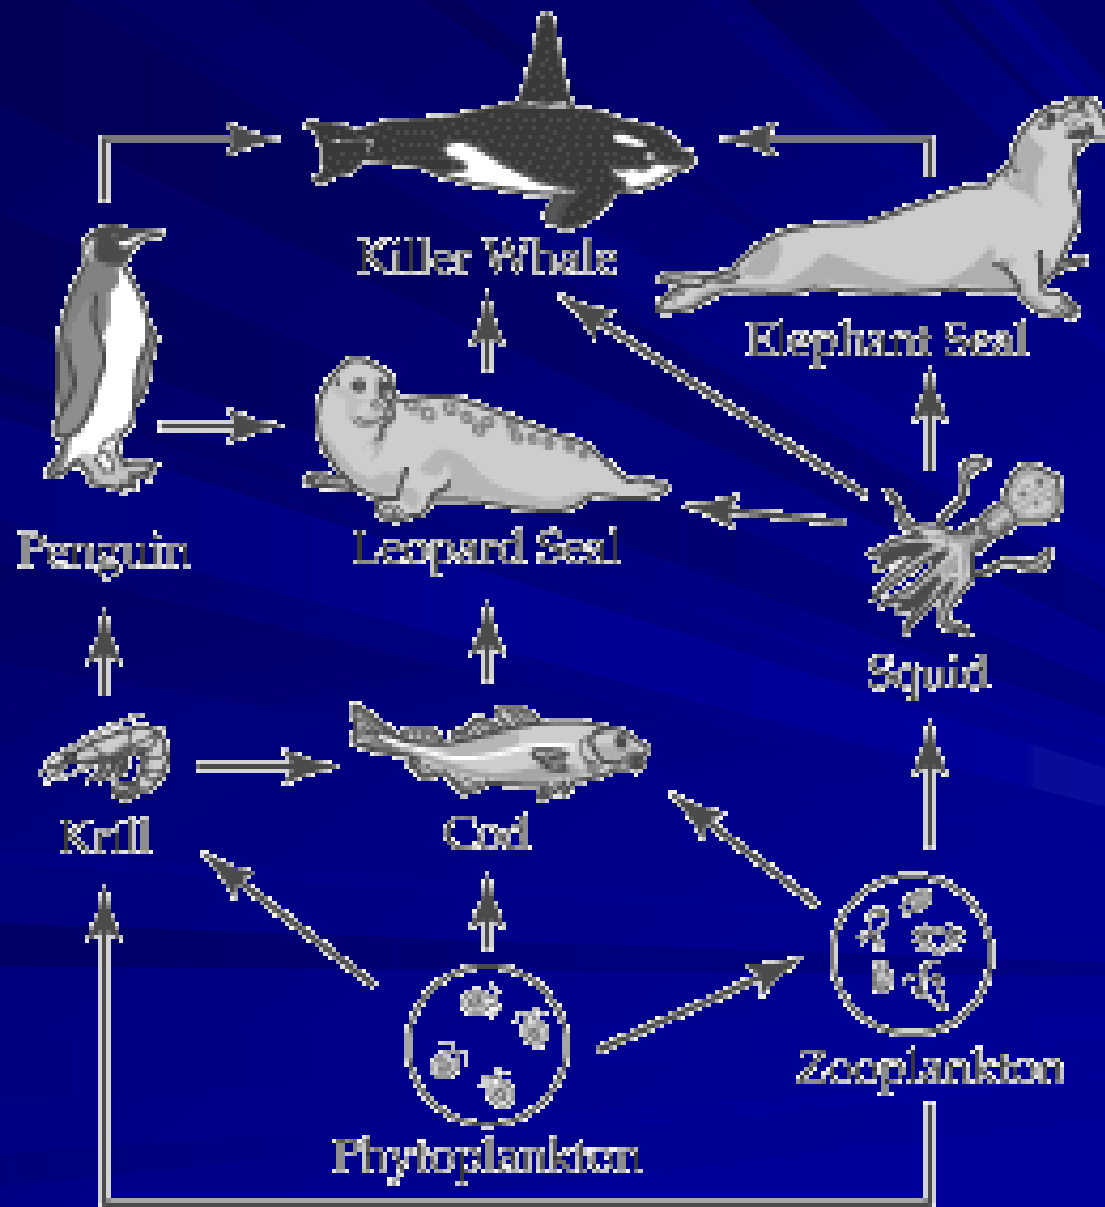 Killer Whale
Elephant Seal
Penguin
Leopard Seal
Squid
Krill
Cod
Zooplankton
Phytoplankton